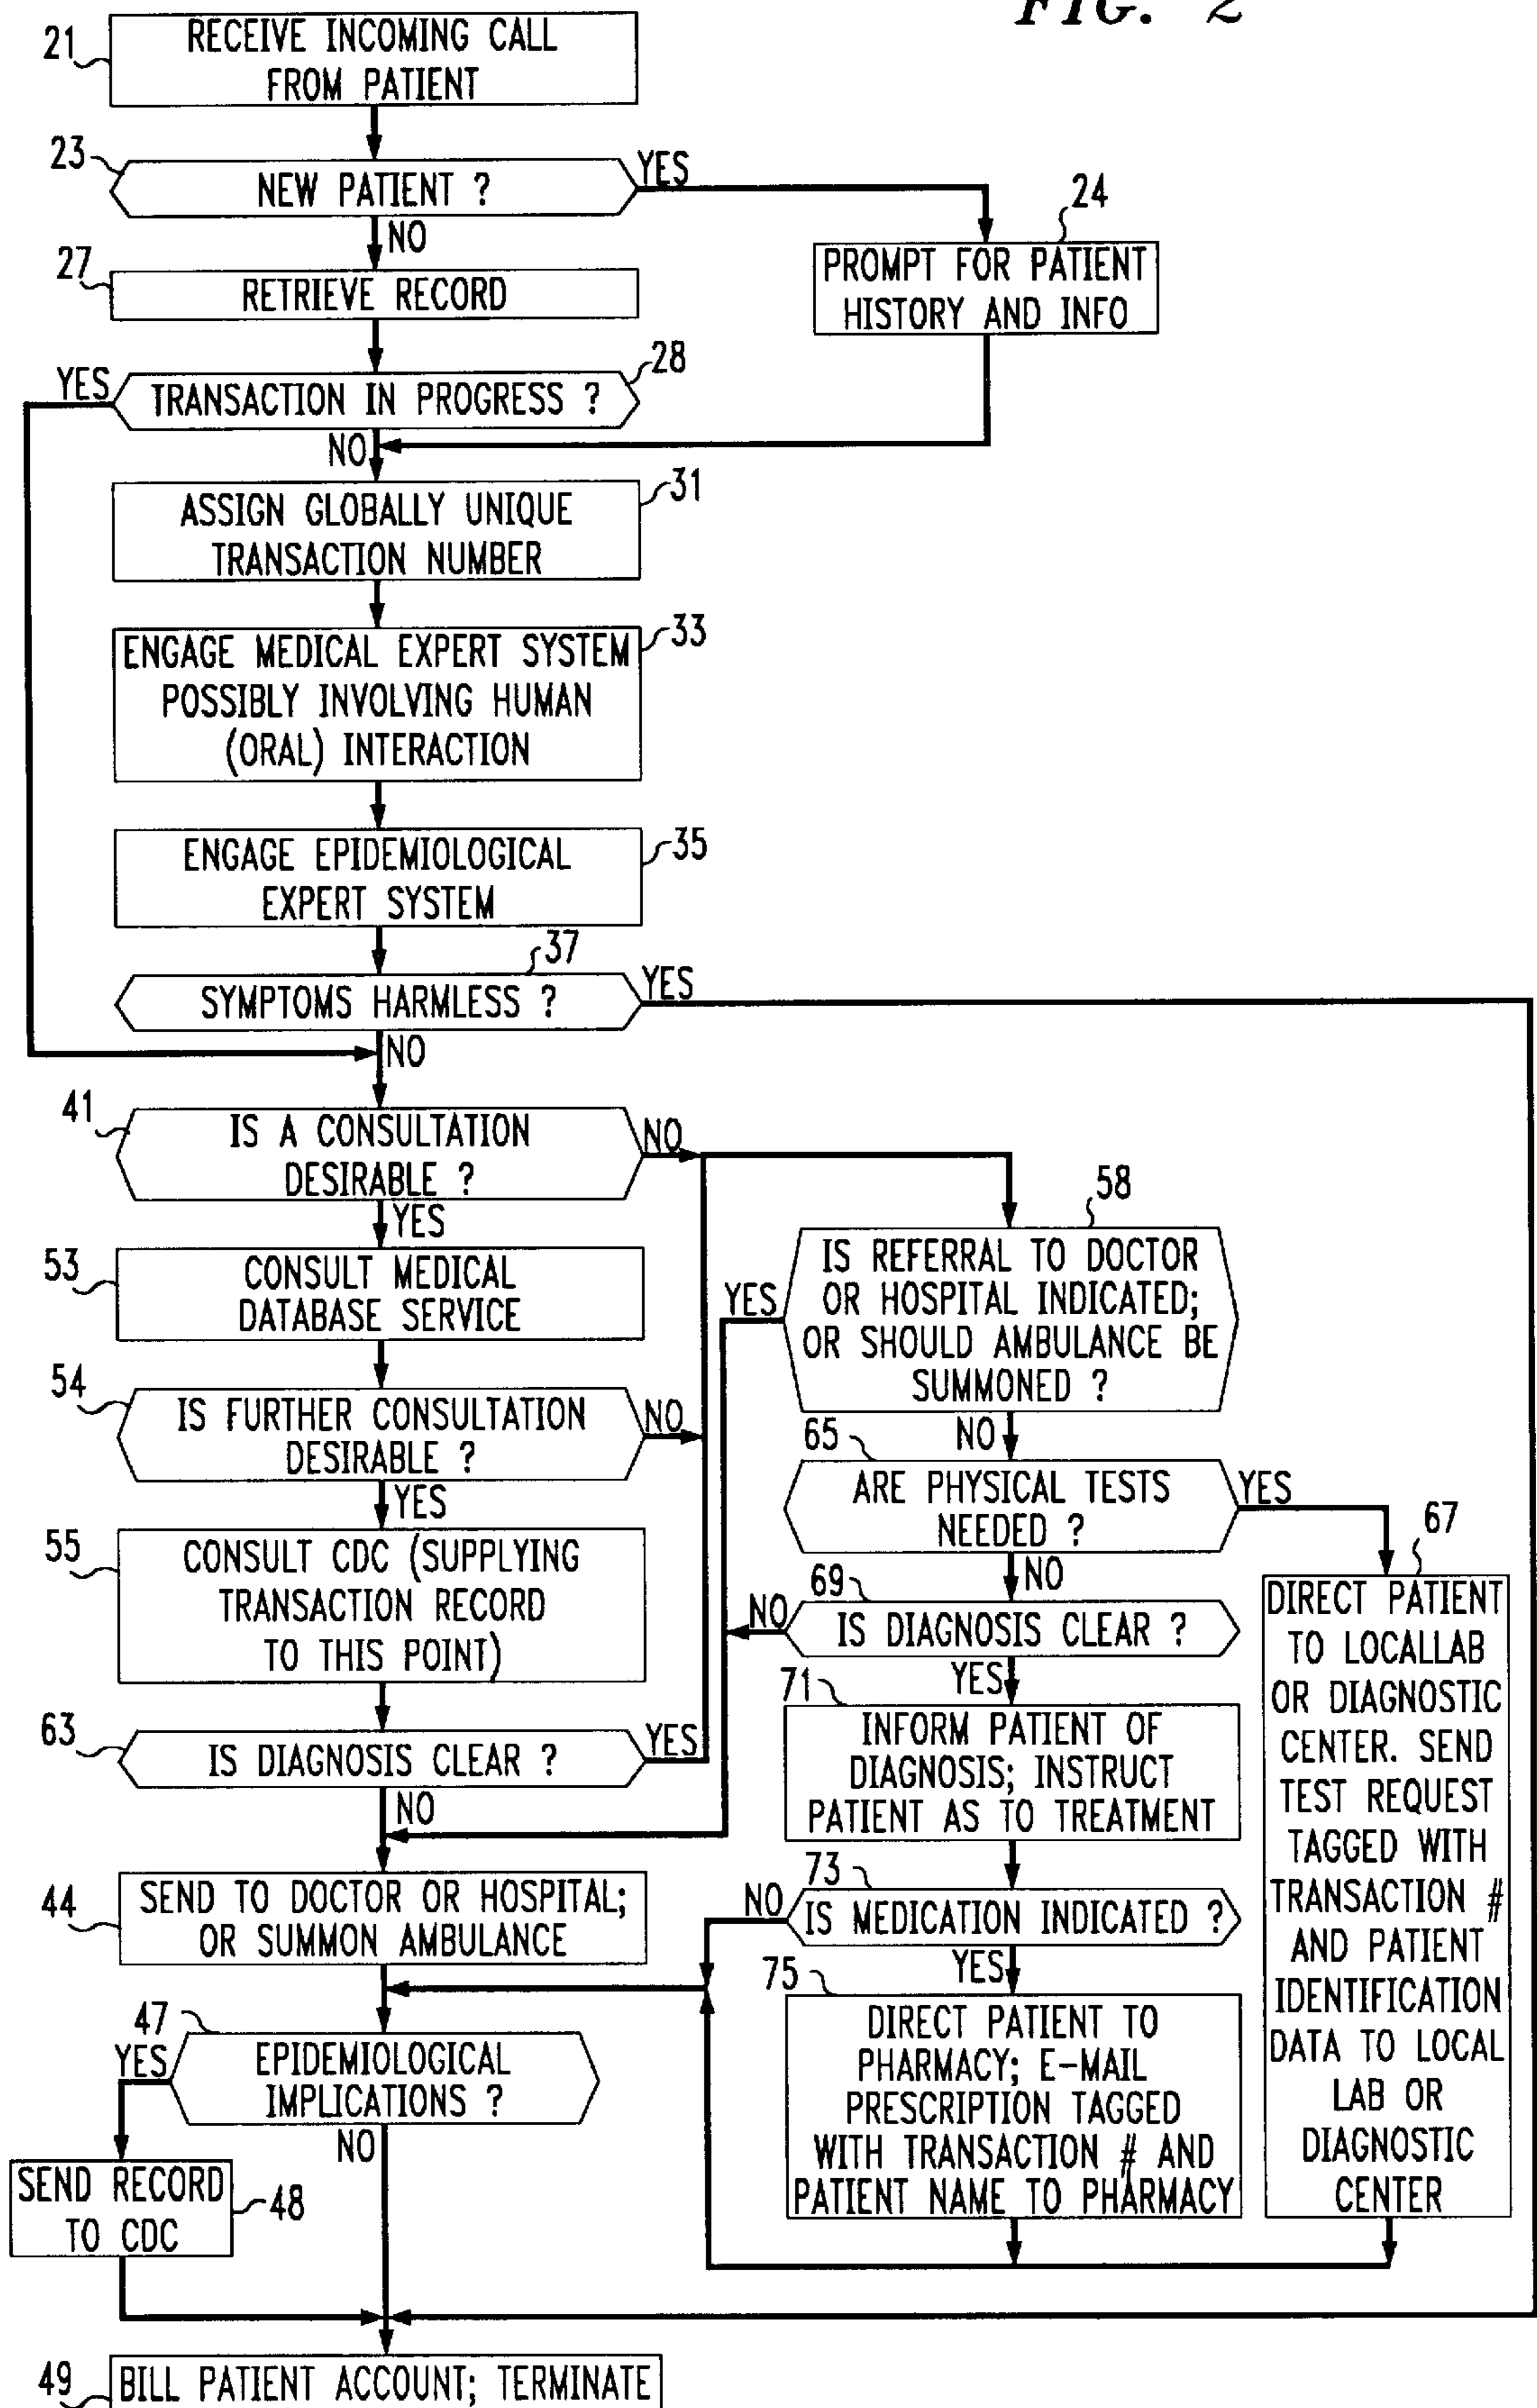 FIG. 2
21
RECEIVE INCOMING CALL
FROM PATIENT
23
NEW PATIENT ?
YES
NO
24
PROMPT FOR PATIENT
HISTORY AND INFO
27
RETRIEVE RECORD
28
YES
TRANSACTION IN PROGRESS ?
NO
31
ASSIGN GLOBALLY UNIQUE
TRANSACTION NUMBER
33
ENGAGE MEDICAL EXPERT SYSTEM
POSSIBLY INVOLVING HUMAN
(ORAL) INTERACTION
35
ENGAGE EPIDEMIOLOGICAL
EXPERT SYSTEM
37
SYMPTOMS HARMLESS ?
YES
NO
41
IS A CONSULTATION
DESIRABLE ?
NO
YES
53
CONSULT MEDICAL
DATABASE SERVICE
54
IS FURTHER CONSULTATION
DESIRABLE ?
NO
YES
55
CONSULT CDC (SUPPLYING
TRANSACTION RECORD
TO THIS POINT)
63
IS DIAGNOSIS CLEAR ?
YES
NO
58
IS REFERRAL TO DOCTOR
OR HOSPITAL INDICATED;
OR SHOULD AMBULANCE BE
SUMMONED ?
YES
NO
65
ARE PHYSICAL TESTS
NEEDED ?
YES
NO
67
DIRECT PATIENT
TO LOCALLAB
OR DIAGNOSTIC
CENTER. SEND
TEST REQUEST
TAGGED WITH
TRANSACTION #
AND PATIENT
IDENTIFICATION
DATA TO LOCAL
LAB OR
DIAGNOSTIC
CENTER
69
NO
IS DIAGNOSIS CLEAR ?
YES
71
INFORM PATIENT OF
DIAGNOSIS; INSTRUCT
PATIENT AS TO TREATMENT
73
NO
IS MEDICATION INDICATED ?
YES
75
DIRECT PATIENT TO
PHARMACY; E-MAIL
PRESCRIPTION TAGGED
WITH TRANSACTION # AND
PATIENT NAME TO PHARMACY
44
SEND TO DOCTOR OR HOSPITAL;
OR SUMMON AMBULANCE
47
YES
EPIDEMIOLOGICAL
IMPLICATIONS ?
NO
SEND RECORD
TO CDC
48
49
BILL PATIENT ACCOUNT; TERMINATE